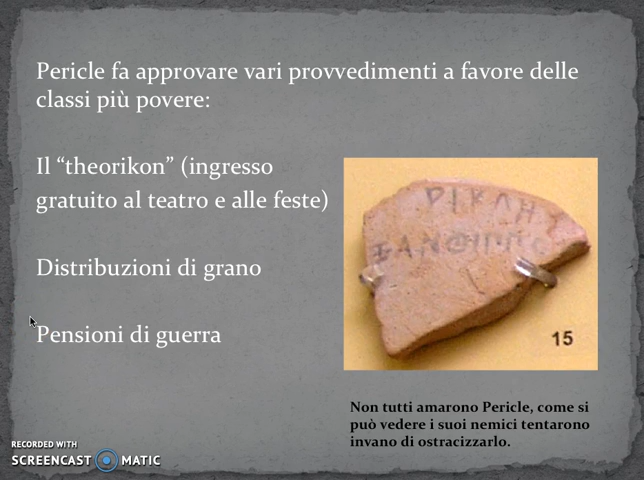 Pericle fa approvare vari provvedimenti a favore delle
classi più povere:
Il “theorikon” (ingresso
gratuito al teatro e alle feste)
Distribuzioni di grano
Pensioni di guerra
15
Non tutti amarono Pericle, come si
può vedere i suoi nemici tentarono
invano di ostracizzarlo.
RECORDED WITH
SCREENCAST MATIC